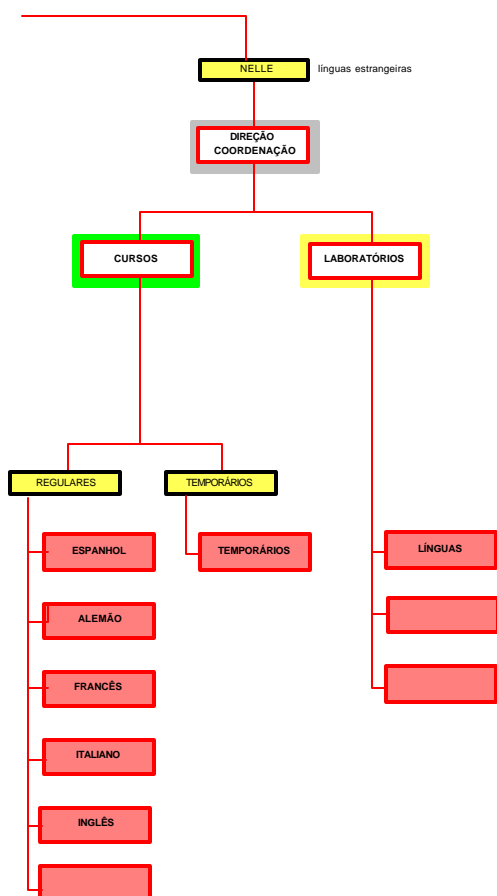 NELLE
línguas estrangeiras
DIREÇÃO
COORDENAÇÃO
CURSOS
LABORATÓRIOS
REGULARES
TEMPORÁRIOS
ESPANHOL
TEMPORÁRIOS
LÍNGUAS
ALEMÃO
FRANCÊS
ITALIANO
INGLÊS